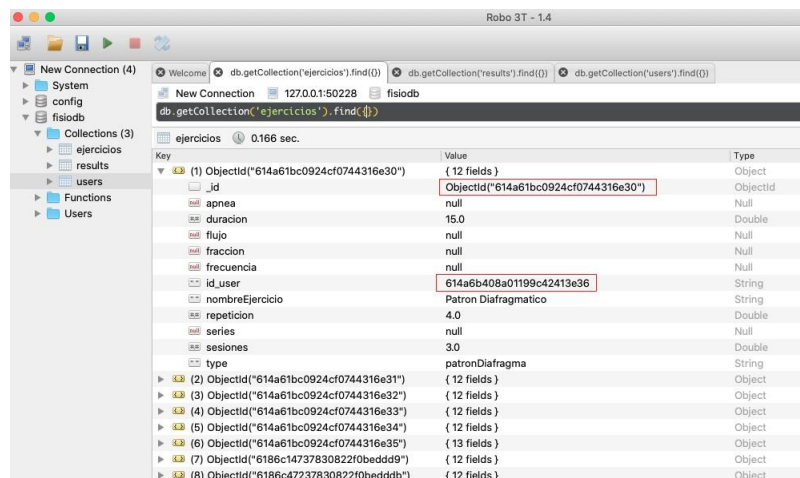 Robo 3T - 1.4
New Connection (4)
System
config
fisiodb
Collections (3)
ejercicios
results
users
Functions
Users
Welcome db.getCollection('ejercicios').find({}) db.getCollection('results').find({}) db.getCollection('users').find({})
New Connection 127.0.0.1:50228 fisiodb
db.getCollection('ejercicios').find({})
ejercicios 0.166 sec.
Key Value Type
(1) ObjectId("614a61bc0924cf0744316e30") { 12 fields } Object
_id ObjectId("614a61bc0924cf0744316e30") ObjectId
apnea null Null
duracion 15.0 Double
flujo null Null
fraccion null Null
frecuencia null Null
id_user 614a6b408a01199c42413e36 String
nombreEjercicio Patron Diafragmatico String
repeticion 4.0 Double
series null Null
sesiones 3.0 Double
type patronDiafragma String
(2) ObjectId("614a61bc0924cf0744316e31") { 12 fields } Object
(3) ObjectId("614a61bc0924cf0744316e32") { 12 fields } Object
(4) ObjectId("614a61bc0924cf0744316e33") { 12 fields } Object
(5) ObjectId("614a61bc0924cf0744316e34") { 12 fields } Object
(6) ObjectId("614a61bc0924cf0744316e35") { 13 fields } Object
(7) ObjectId("6186c14737830822f0beddd9") { 12 fields } Object
(8) ObjectId("6186c47237830822f0bedddb") { 12 fields } Object